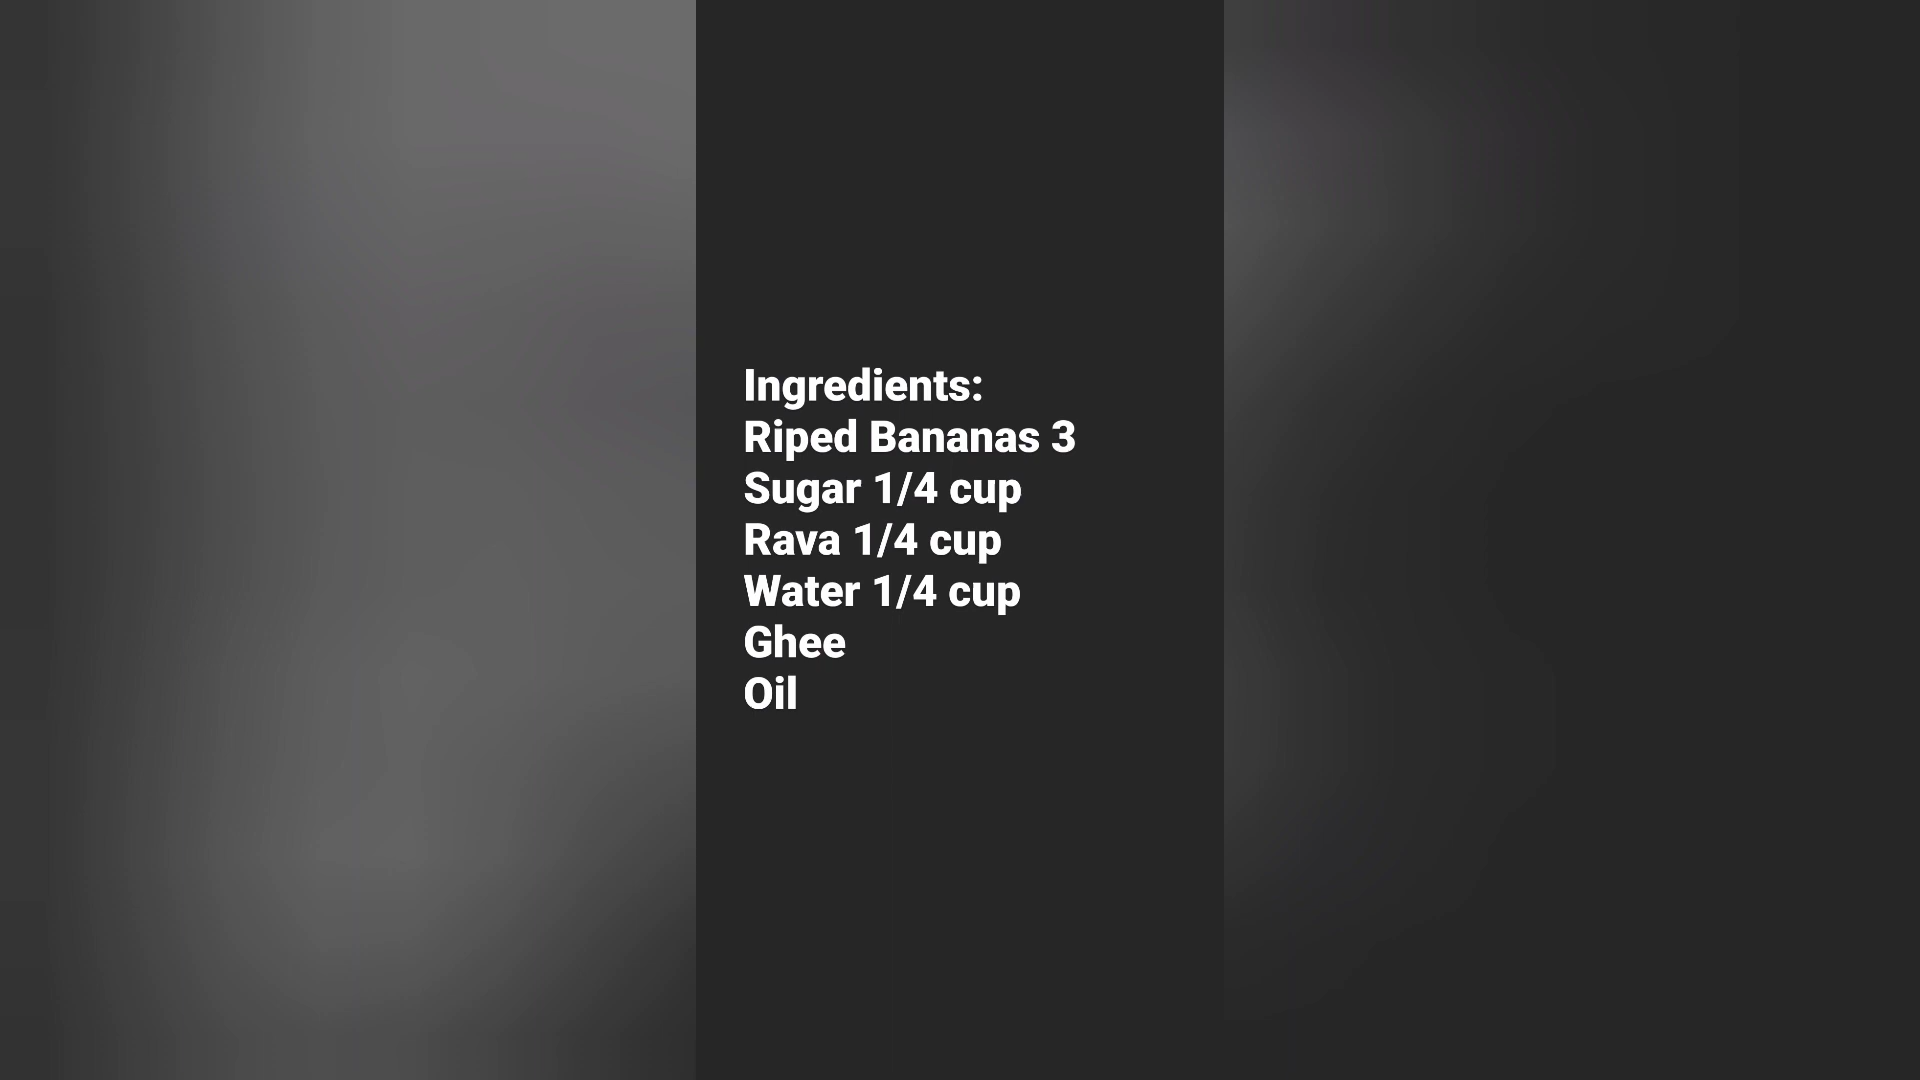 Ingredients:
Riped Bananas 3
Sugar 1/4 cup
Rava 1/4 cup
Water 1/4 cup
Ghee
Oil